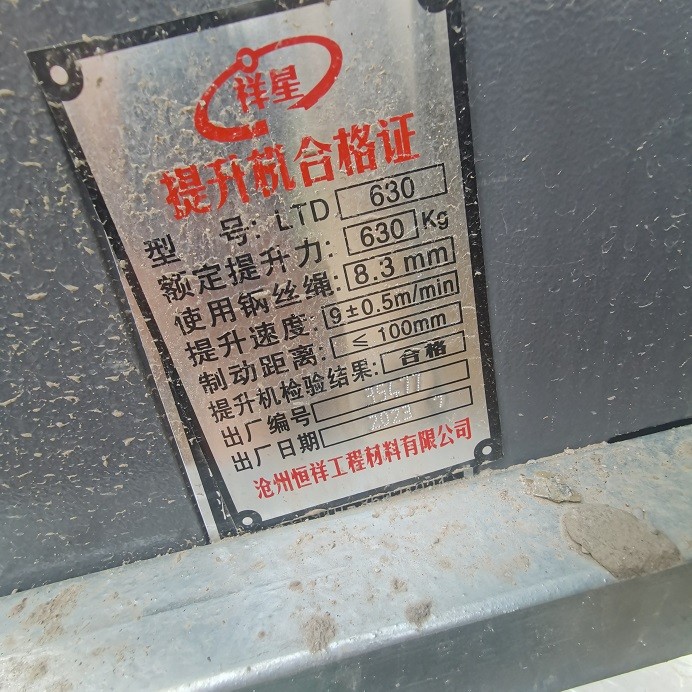 祥星
提升机合格证
型 号: LTD 630
额定提升力: 630 Kg
使用钢丝绳: 8.3 mm
提升速度: 9±0.5m/min
制动距离: ≤ 100mm
提升机检验结果: 合格
出厂编号 39477
出厂日期 2023 7
沧州恒祥工程材料有限公司